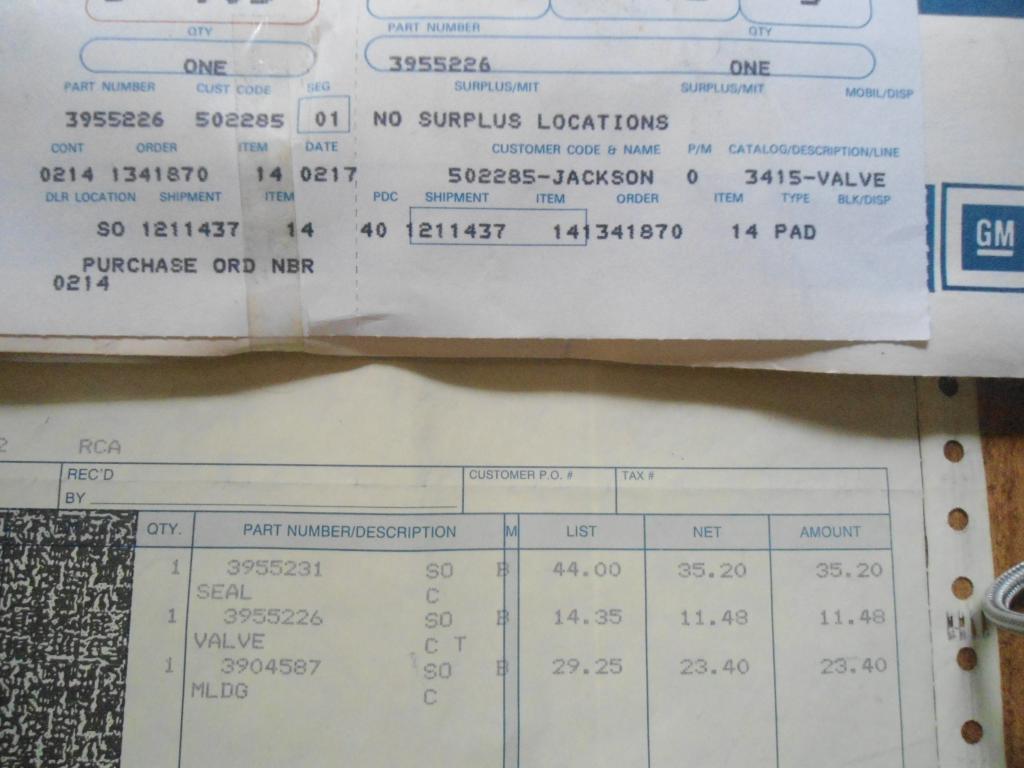 QTY
PART NUMBER QTY
ONE 3955226 ONE
PART NUMBER CUST CODE SEG SURPLUS/MIT SURPLUS/MIT MOBIL/DISP
3955226 502285 01 NO SURPLUS LOCATIONS
CONT ORDER ITEM DATE CUSTOMER CODE & NAME P/M CATALOG/DESCRIPTION/LINE
0214 1341870 14 0217 502285-JACKSON 0 3415-VALVE
DLR LOCATION SHIPMENT ITEM PDC SHIPMENT ITEM ORDER ITEM TYPE BLK/DISP
SO 1211437 14 40 1211437 141341870 14 PAD
GM
PURCHASE ORD NBR
0214
RCA
REC'D CUSTOMER P.O. # TAX #
BY
QTY. PART NUMBER/DESCRIPTION M LIST NET AMOUNT
1 3955231 SO B 44.00 35.20 35.20
SEAL C
1 3955226 SO B 14.35 11.48 11.48
VALVE C T
1 3904587 SO B 29.25 23.40 23.40
MLDG C